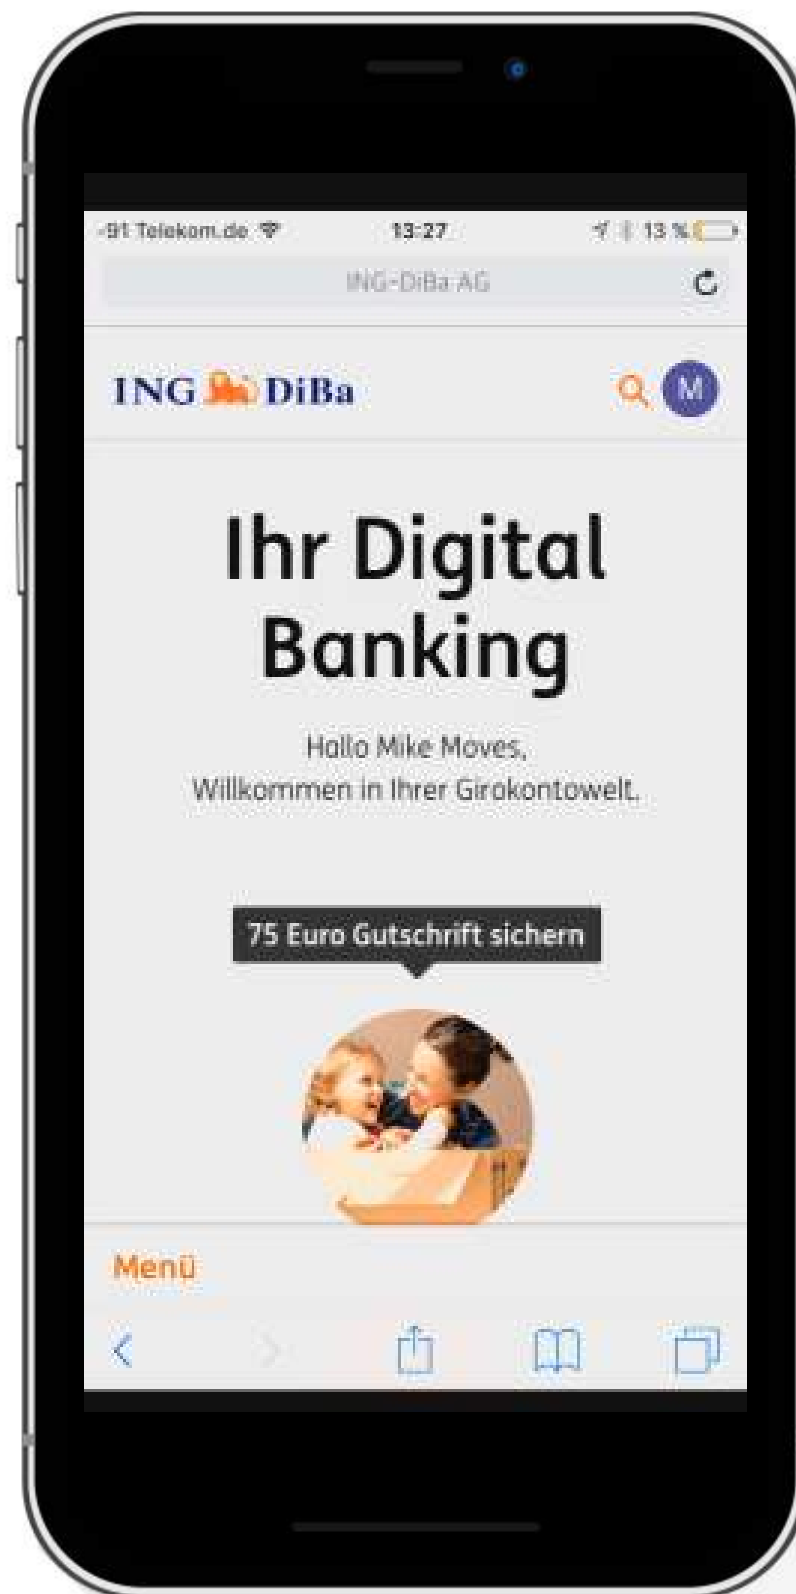 -91 Telekom.de 13:27 13 %
ING-DiBa AG
ING DiBa M
Ihr Digital
Banking
Hallo Mike Moves,
Willkommen in Ihrer Girokontowelt.
75 Euro Gutschrift sichern
Menü